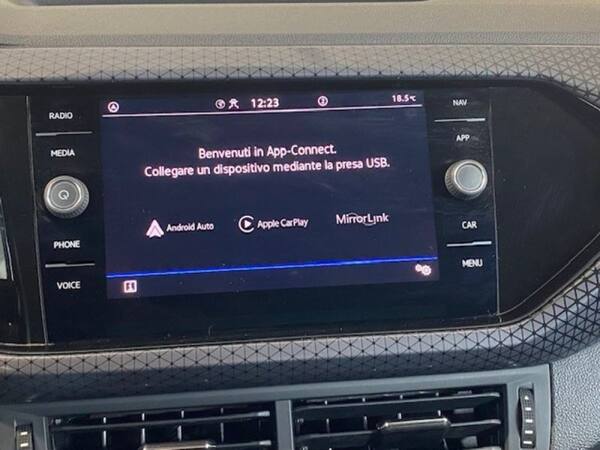 RADIO
MEDIA
PHONE
VOICE
12:23
18.5°C
Benvenuti in App-Connect.
Collegare un dispositivo mediante la presa USB.
Android Auto
Apple CarPlay
MirrorLink
NAV
APP
CAR
MENU